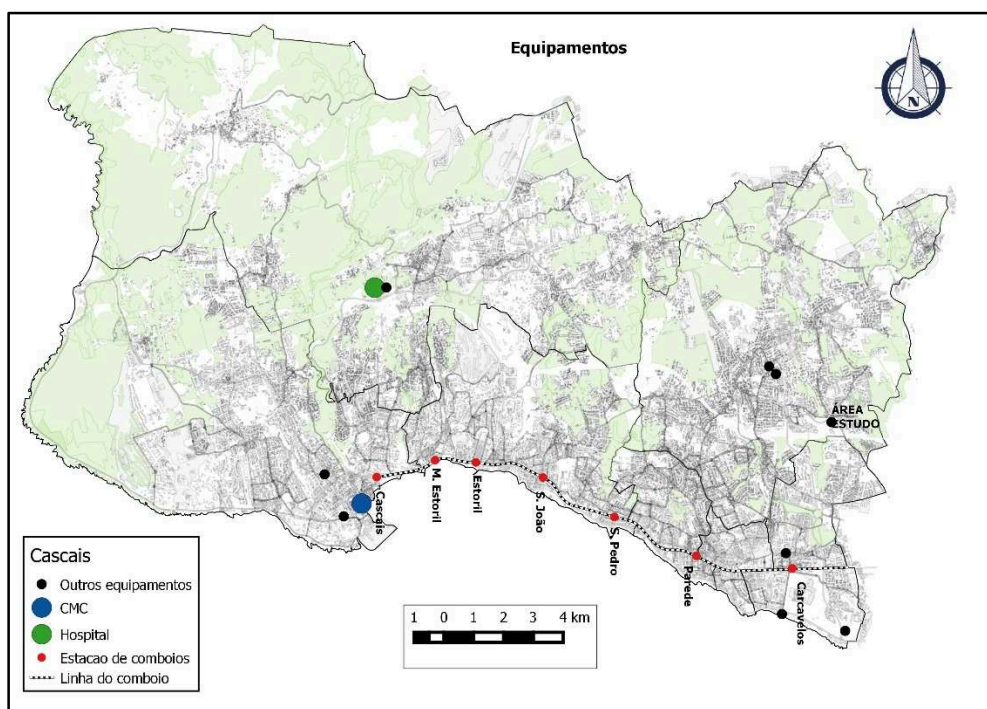 Equipamentos
N
ÁREA
ESTUDO
Cascais
M. Estoril
Estoril
S. João
S. Pedro
Parede
Carcavelos
Cascais
Outros equipamentos
CMC
Hospital
Estacao de comboios
Linha do comboio
1 0 1 2 3 4 km